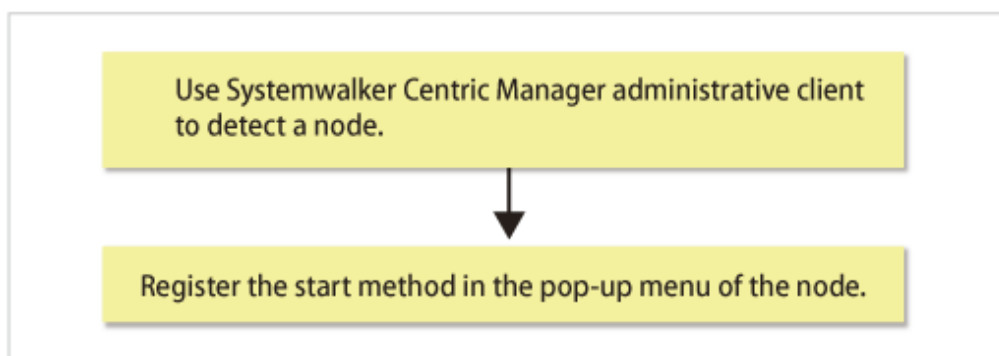 Use Systemwalker Centric Manager administrative client
to detect a node.
Register the start method in the pop-up menu of the node.